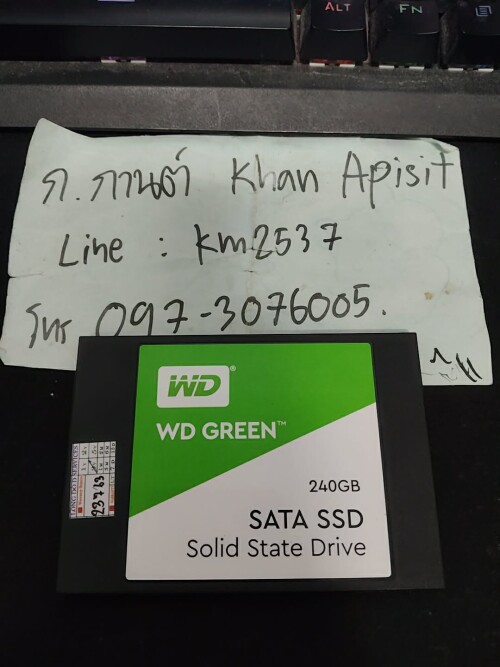 ALT
FN
ก.กานต์ Khan Apisit
Line : km2537
โทร 097-3076005.
WD®
WD GREEN™
240GB
SATA SSD
Solid State Drive